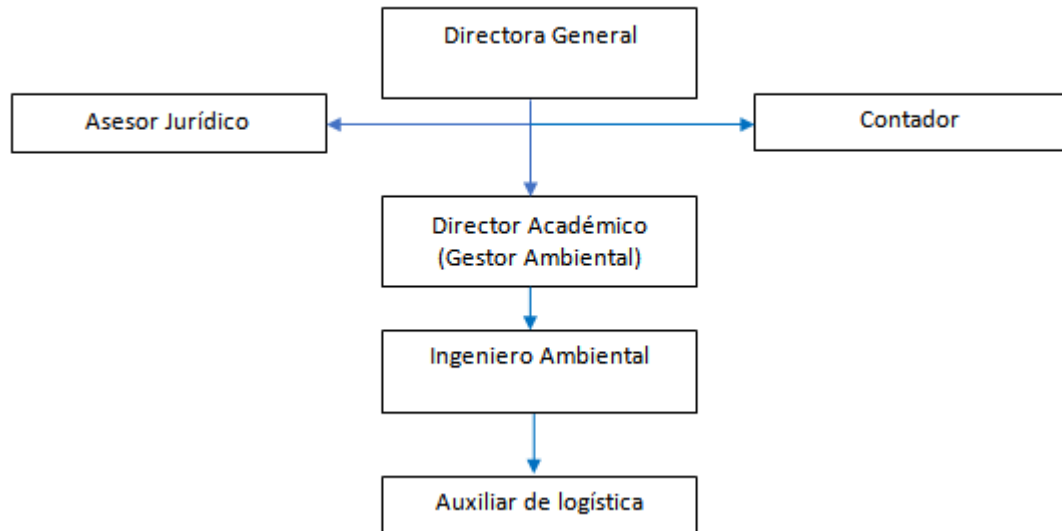 Directora General
Asesor Jurídico
Contador
Director Académico
(Gestor Ambiental)
Ingeniero Ambiental
Auxiliar de logística